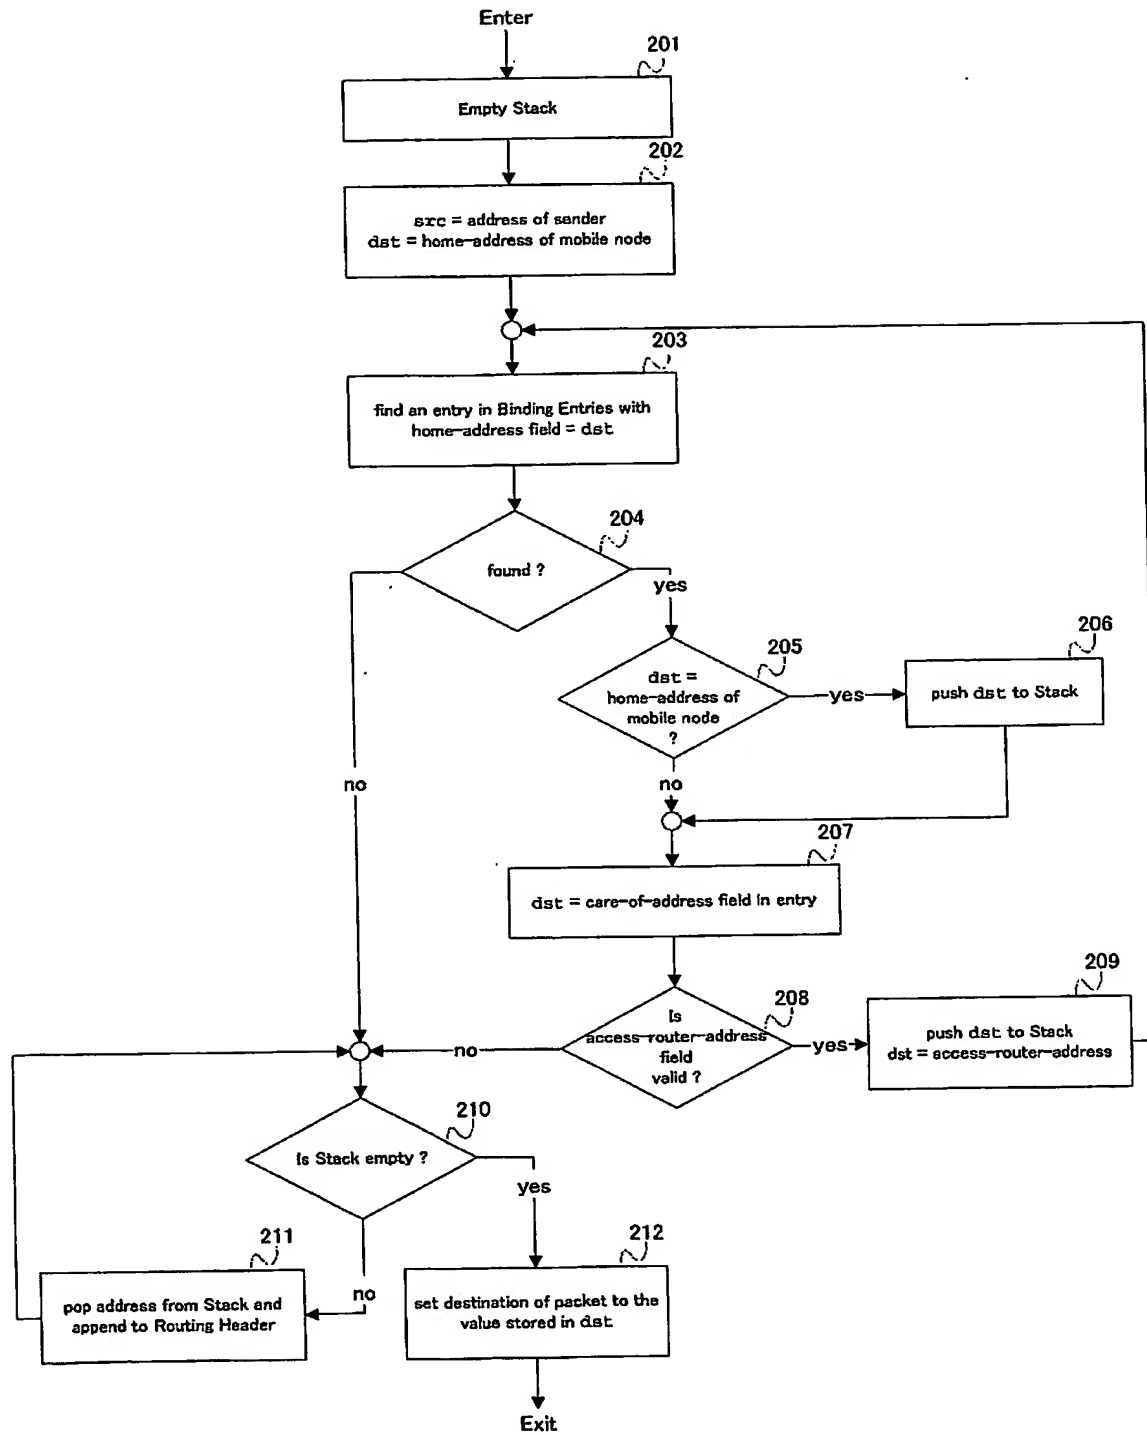 Enter
201
Empty Stack
202
src = address of sender
dst = home-address of mobile node
203
find an entry in Binding Entries with
home-address field = dst
204
found ?
yes
205
206
dst =
home-address of
mobile node
?
yes
push dst to Stack
no
no
207
dst = care-of-address field in entry
208
209
Is
access-router-address
field
valid ?
no
yes
push dst to Stack
dst = access-router-address
210
Is Stack empty ?
yes
211
212
no
pop address from Stack and
append to Routing Header
set destination of packet to the
value stored in dst
Exit